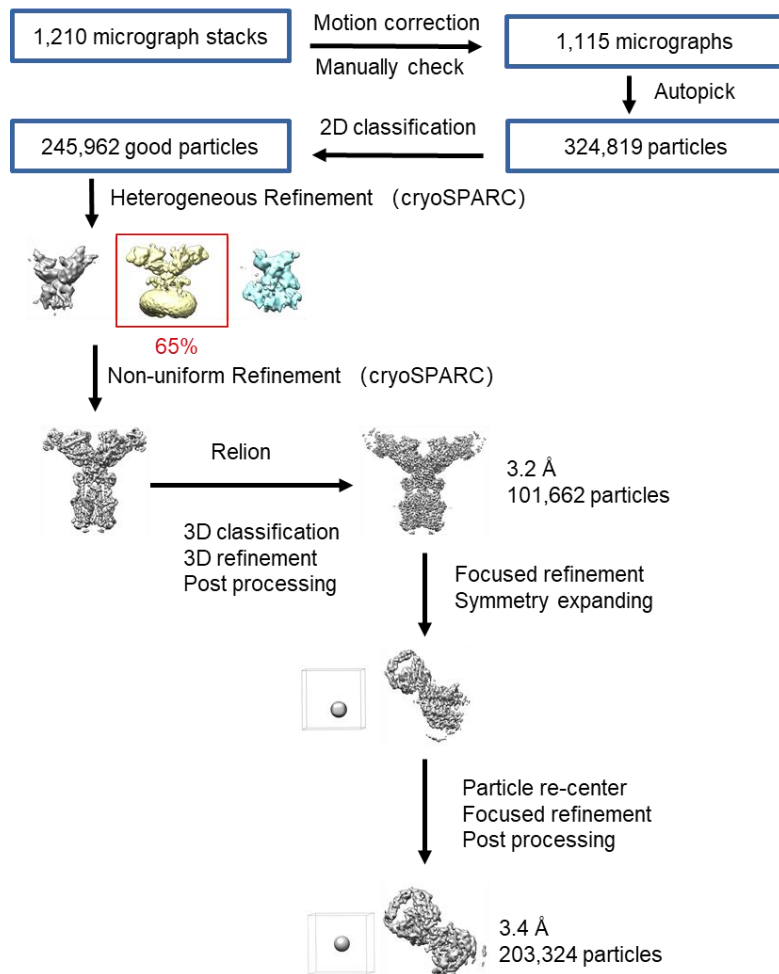 1,210 micrograph stacks
Motion correction
Manually check
1,115 micrographs
Autopick
324,819 particles
2D classification
245,962 good particles
Heterogeneous Refinement (cryoSPARC)
65%
Non-uniform Refinement (cryoSPARC)
Relion
3D classification
3D refinement
Post processing
3.2 Å
101,662 particles
Focused refinement
Symmetry expanding
Particle re-center
Focused refinement
Post processing
3.4 Å
203,324 particles